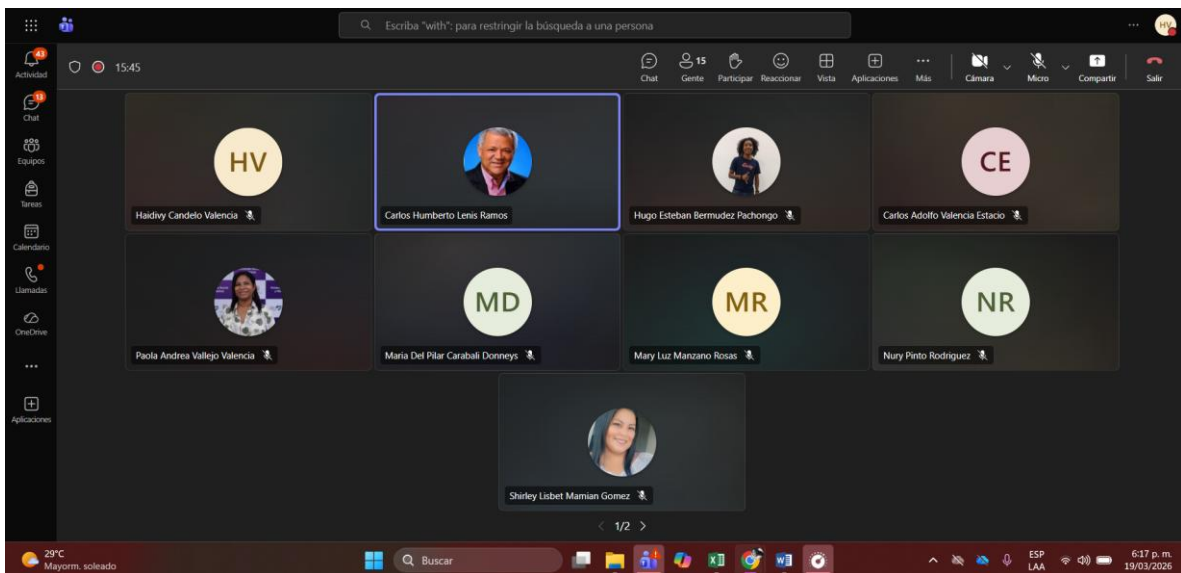 Escriba "with": para restringir la búsqueda a una persona
HV
43
Actividad
15:45
15
Chat
Gente
Participar
Reaccionar
Vista
Aplicaciones
Más
Cámara
Micro
Compartir
Salir
13
Chat
Equipos
Tareas
Calendario
Llamadas
OneDrive
Aplicaciones
HV
Haidivy Candelo Valencia
Carlos Humberto Lenis Ramos
Hugo Esteban Bermudez Pachongo
CE
Carlos Adolfo Valencia Estacio
Paola Andrea Vallejo Valencia
MD
Maria Del Pilar Carabali Donneys
MR
Mary Luz Manzano Rosas
NR
Nury Pinto Rodriguez
Shirley Lisbet Mamian Gomez
1/2
29°C
Mayorm. soleado
Buscar
ESP
LAA
6:17 p. m.
19/03/2026